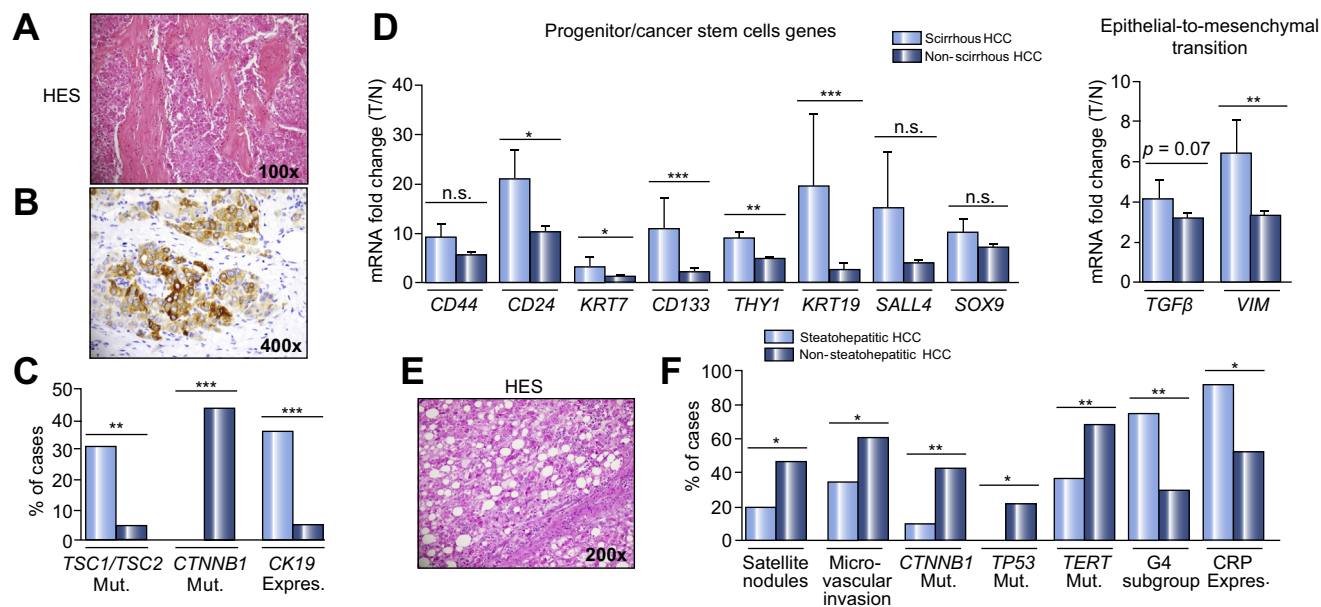 A
HES
100x
B
400x
C
50
40
30
20
10
0
% of cases
**
***
***
TSC1/TSC2
Mut.
CTNNB1
Mut.
CK19
Expres.
D
Progenitor/cancer stem cells genes
Scirrhous HCC
Non-scirrhous HCC
mRNA fold change (T/N)
40
30
20
10
0
n.s.
*
*
***
**
***
n.s.
n.s.
CD44
CD24
KRT7
CD133
THY1
KRT19
SALL4
SOX9
Epithelial-to-mesenchymal
transition
mRNA fold change (T/N)
10
8
6
4
2
0
p = 0.07
**
TGFβ
VIM
E
HES
200x
F
Steatohepatitic HCC
Non-steatohepatitic HCC
% of cases
100
80
60
40
20
0
*
*
**
*
**
**
*
Satellite
nodules
Micro-
vascular
invasion
CTNNB1
Mut.
TP53
Mut.
TERT
Mut.
G4
subgroup
CRP
Expres.